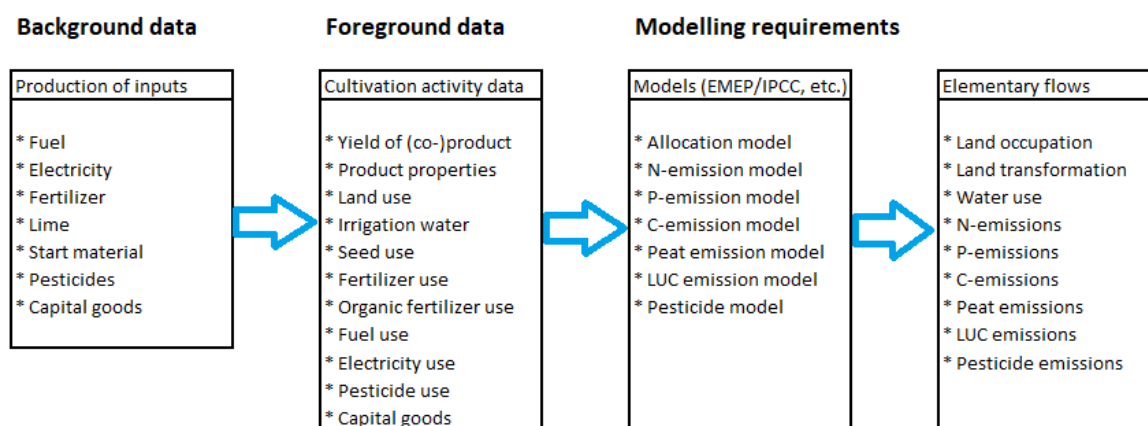 Background data
Foreground data
Modelling requirements
Production of inputs
* Fuel
* Electricity
* Fertilizer
* Lime
* Start material
* Pesticides
* Capital goods
Cultivation activity data
* Yield of (co-)product
* Product properties
* Land use
* Irrigation water
* Seed use
* Fertilizer use
* Organic fertilizer use
* Fuel use
* Electricity use
* Pesticide use
* Capital goods
Models (EMEP/IPCC, etc.)
* Allocation model
* N-emission model
* P-emission model
* C-emission model
* Peat emission model
* LUC emission model
* Pesticide model
Elementary flows
* Land occupation
* Land transformation
* Water use
* N-emissions
* P-emissions
* C-emissions
* Peat emissions
* LUC emissions
* Pesticide emissions